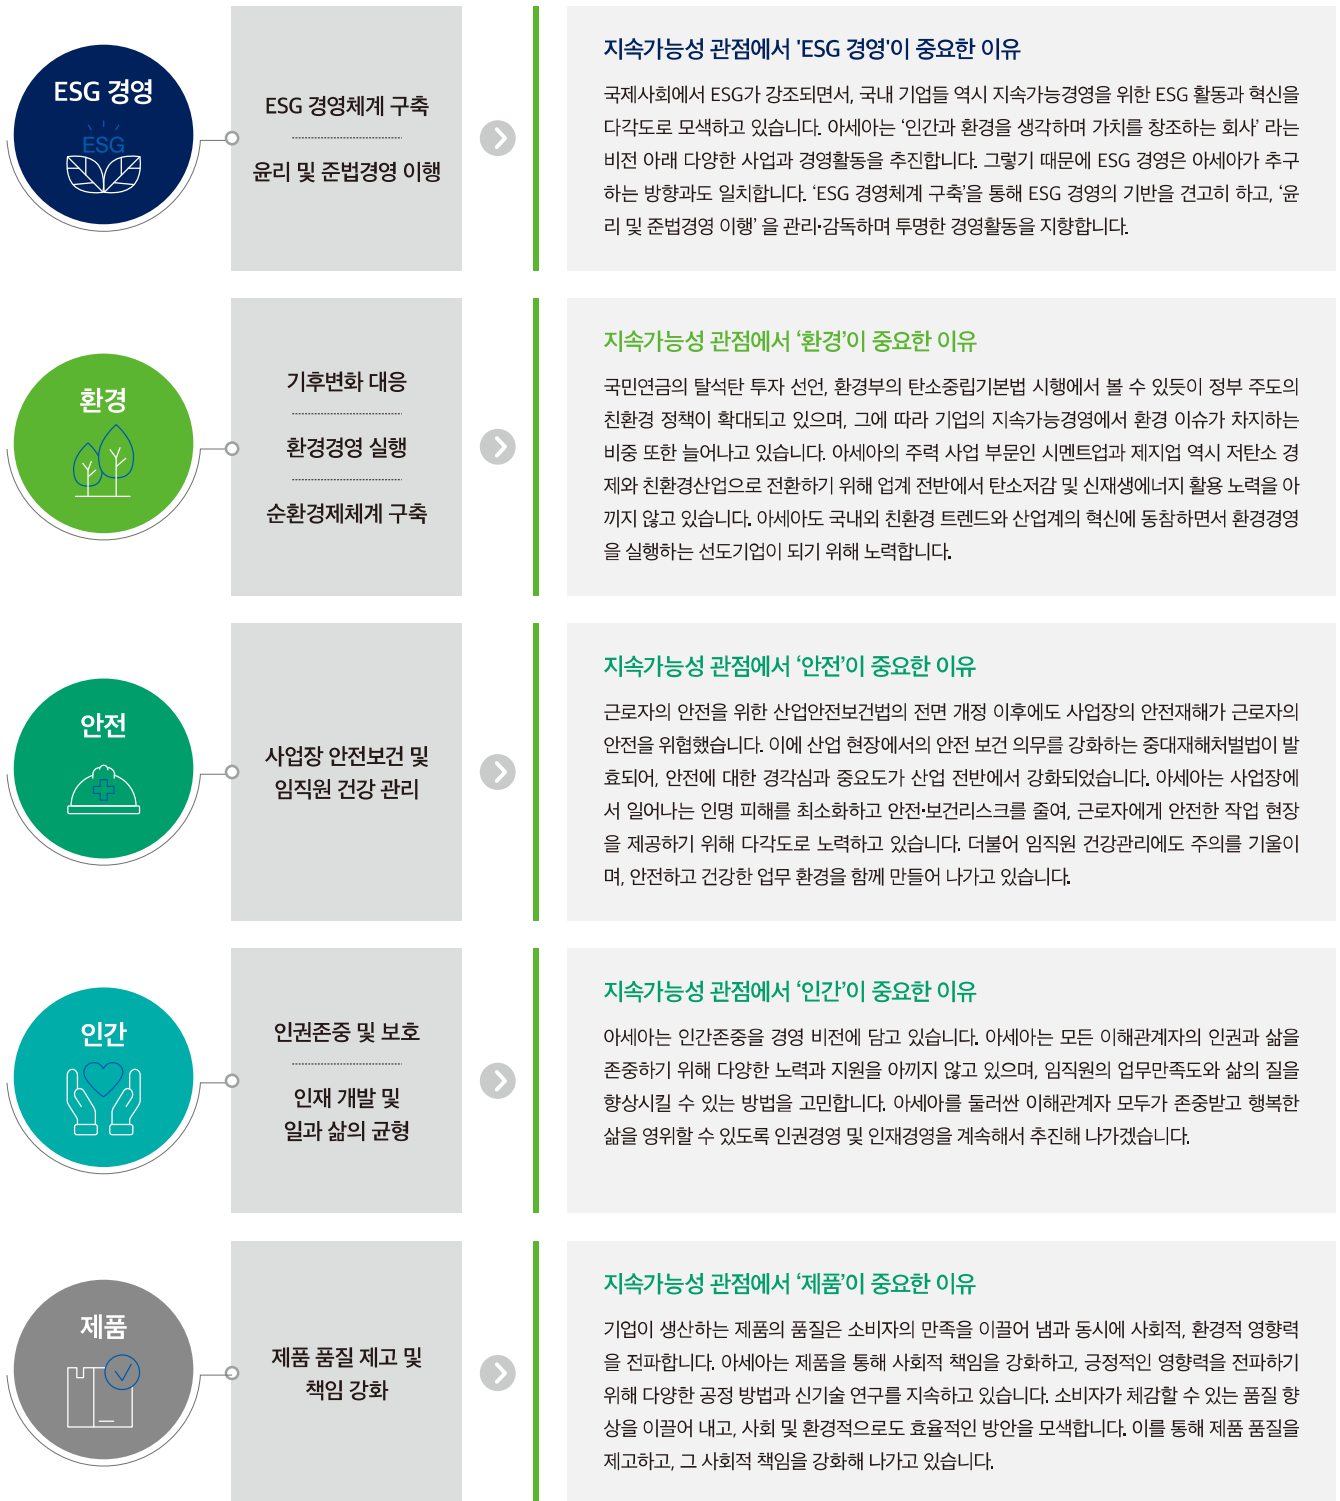 ESG 경영
ESG
ESG 경영체계 구축
윤리 및 준법경영 이행
지속가능성 관점에서 'ESG 경영'이 중요한 이유
국제사회에서 ESG가 강조되면서, 국내 기업들 역시 지속가능경영을 위한 ESG 활동과 혁신을
다각도로 모색하고 있습니다. 아세아는 ‘인간과 환경을 생각하며 가치를 창조하는 회사’ 라는
비전 아래 다양한 사업과 경영활동을 추진합니다. 그렇기 때문에 ESG 경영은 아세아가 추구
하는 방향과도 일치합니다. ‘ESG 경영체계 구축’을 통해 ESG 경영의 기반을 견고히 하고, ‘윤
리 및 준법경영 이행’ 을 관리·감독하며 투명한 경영활동을 지향합니다.
환경
기후변화 대응
환경경영 실행
순환경제체계 구축
지속가능성 관점에서 ‘환경’이 중요한 이유
국민연금의 탈석탄 투자 선언, 환경부의 탄소중립기본법 시행에서 볼 수 있듯이 정부 주도의
친환경 정책이 확대되고 있으며, 그에 따라 기업의 지속가능경영에서 환경 이슈가 차지하는
비중 또한 늘어나고 있습니다. 아세아의 주력 사업 부문인 시멘트업과 제지업 역시 저탄소 경
제와 친환경산업으로 전환하기 위해 업계 전반에서 탄소저감 및 신재생에너지 활용 노력을 아
끼지 않고 있습니다. 아세아도 국내외 친환경 트렌드와 산업계의 혁신에 동참하면서 환경경영
을 실행하는 선도기업이 되기 위해 노력합니다.
안전
사업장 안전보건 및
임직원 건강 관리
지속가능성 관점에서 ‘안전’이 중요한 이유
근로자의 안전을 위한 산업안전보건법의 전면 개정 이후에도 사업장의 안전재해가 근로자의
안전을 위협했습니다. 이에 산업 현장에서의 안전 보건 의무를 강화하는 중대재해처벌법이 발
효되어, 안전에 대한 경각심과 중요도가 산업 전반에서 강화되었습니다. 아세아는 사업장에
서 일어나는 인명 피해를 최소화하고 안전·보건리스크를 줄여, 근로자에게 안전한 작업 현장
을 제공하기 위해 다각도로 노력하고 있습니다. 더불어 임직원 건강관리에도 주의를 기울이
며, 안전하고 건강한 업무 환경을 함께 만들어 나가고 있습니다.
인간
인권존중 및 보호
인재 개발 및
일과 삶의 균형
지속가능성 관점에서 ‘인간’이 중요한 이유
아세아는 인간존중을 경영 비전에 담고 있습니다. 아세아는 모든 이해관계자의 인권과 삶을
존중하기 위해 다양한 노력과 지원을 아끼지 않고 있으며, 임직원의 업무만족도와 삶의 질을
향상시킬 수 있는 방법을 고민합니다. 아세아를 둘러싼 이해관계자 모두가 존중받고 행복한
삶을 영위할 수 있도록 인권경영 및 인재경영을 계속해서 추진해 나가겠습니다.
제품
제품 품질 제고 및
책임 강화
지속가능성 관점에서 ‘제품’이 중요한 이유
기업이 생산하는 제품의 품질은 소비자의 만족을 이끌어 냄과 동시에 사회적, 환경적 영향력
을 전파합니다. 아세아는 제품을 통해 사회적 책임을 강화하고, 긍정적인 영향력을 전파하기
위해 다양한 공정 방법과 신기술 연구를 지속하고 있습니다. 소비자가 체감할 수 있는 품질 향
상을 이끌어 내고, 사회 및 환경적으로도 효율적인 방안을 모색합니다. 이를 통해 제품 품질을
제고하고, 그 사회적 책임을 강화해 나가고 있습니다.